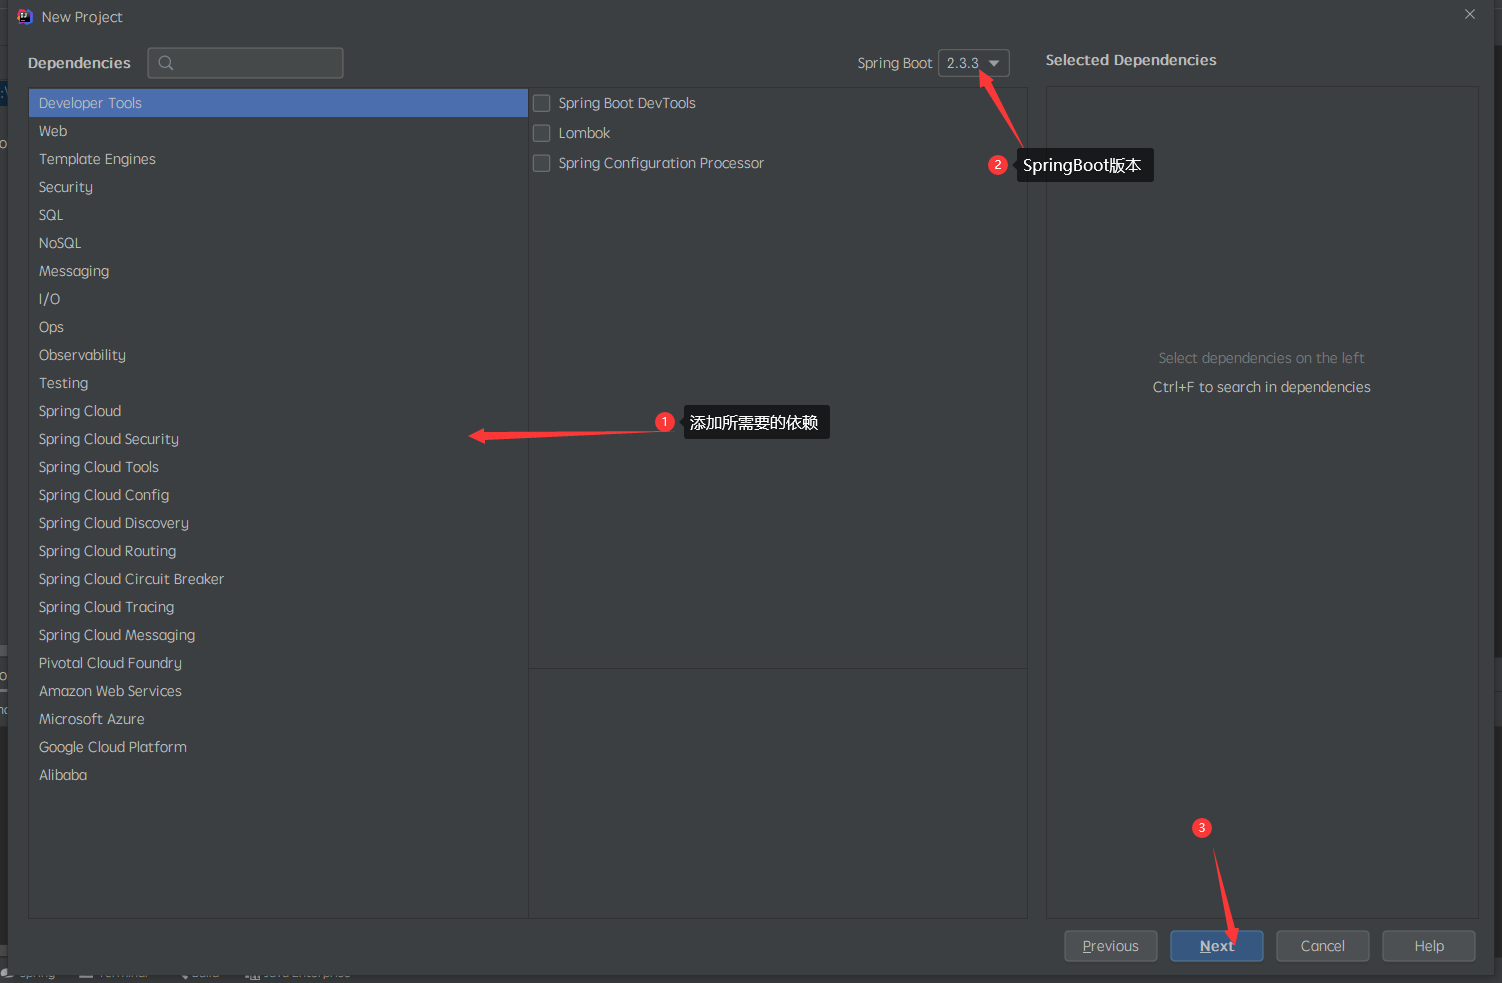 New Project
Dependencies
Spring Boot 2.3.3
Selected Dependencies
Developer Tools
Web
Template Engines
Security
SQL
NoSQL
Messaging
I/O
Ops
Observability
Testing
Spring Cloud
Spring Cloud Security
Spring Cloud Tools
Spring Cloud Config
Spring Cloud Discovery
Spring Cloud Routing
Spring Cloud Circuit Breaker
Spring Cloud Tracing
Spring Cloud Messaging
Pivotal Cloud Foundry
Amazon Web Services
Microsoft Azure
Google Cloud Platform
Alibaba
Spring Boot DevTools
Lombok
Spring Configuration Processor
2 SpringBoot版本
1 添加所需要的依赖
Select dependencies on the left
Ctrl+F to search in dependencies
3
Previous
Next
Cancel
Help